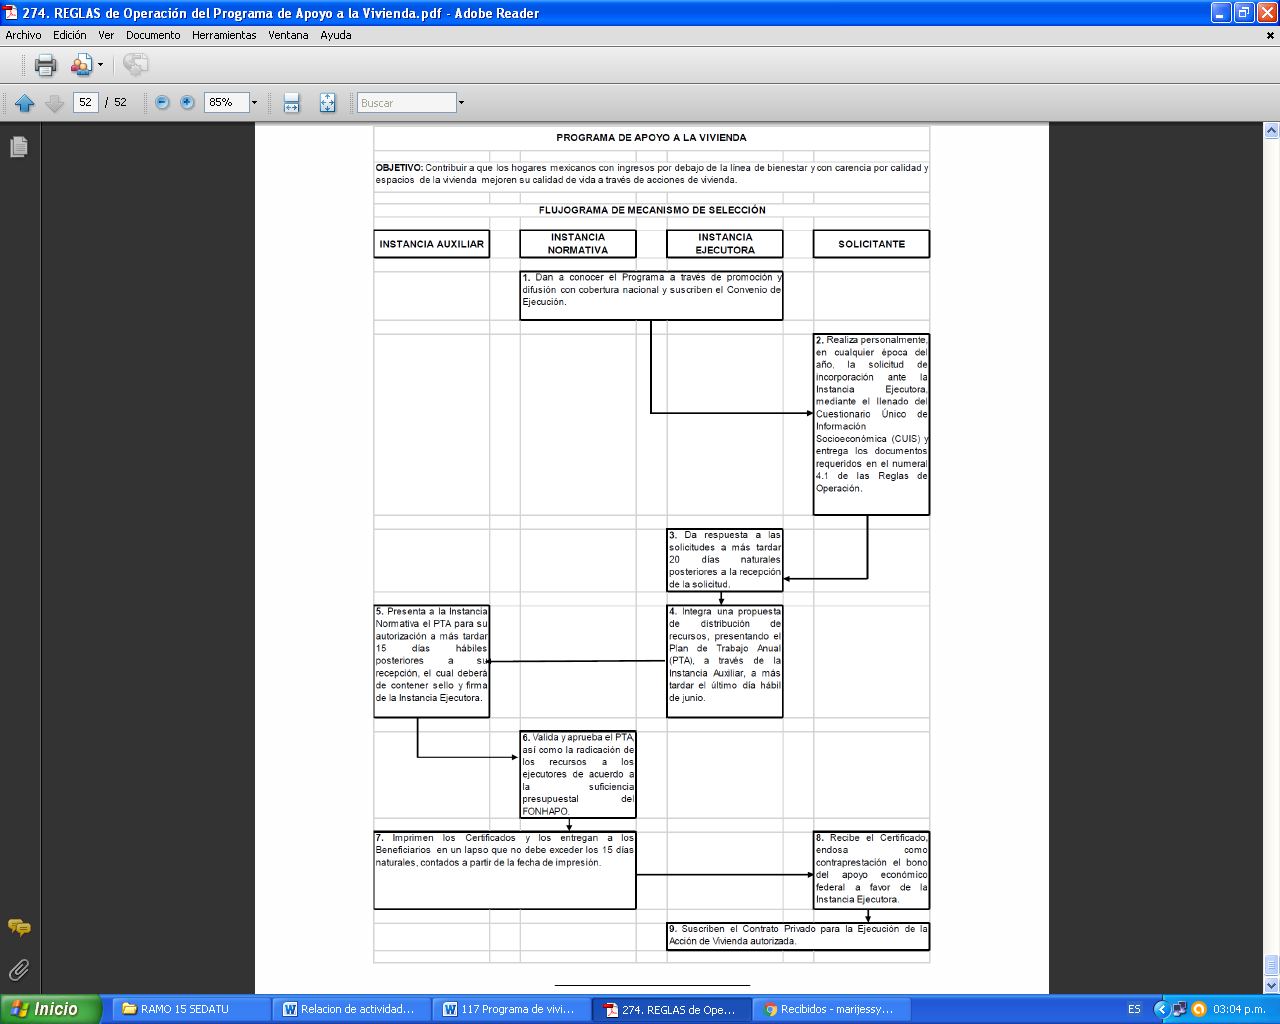 274. REGLAS de Operación del Programa de Apoyo a la Vivienda.pdf - Adobe Reader
Archivo Edición Ver Documento Herramientas Ventana Ayuda
52 / 52 85% Buscar
PROGRAMA DE APOYO A LA VIVIENDA
OBJETIVO: Contribuir a que los hogares mexicanos con ingresos por debajo de la línea de bienestar y con carencia por calidad y
espacios de la vivienda mejoren su calidad de vida a través de acciones de vivienda.
FLUJOGRAMA DE MECANISMO DE SELECCIÓN
INSTANCIA AUXILIAR
INSTANCIA
NORMATIVA
INSTANCIA
EJECUTORA
SOLICITANTE
1. Dan a conocer el Programa a través de promoción y
difusión con cobertura nacional y suscriben el Convenio de
Ejecución.
2. Realiza personalmente,
en cualquier época del
año, la solicitud de
incorporación ante la
Instancia Ejecutora,
mediante el llenado del
Cuestionario Único de
Información
Socioeconómica (CUIS) y
entrega los documentos
requeridos en el numeral
4.1 de las Reglas de
Operación.
3. Da respuesta a las
solicitudes a más tardar
20 días naturales
posteriores a la recepción
de la solicitud.
4. Integra una propuesta
de distribución de
recursos, presentando el
Plan de Trabajo Anual
(PTA), a través de la
Instancia Auxiliar, a más
tardar el último día hábil
de junio.
5. Presenta a la Instancia
Normativa el PTA para su
autorización a más tardar
15 días hábiles
posteriores a su
recepción, el cual deberá
de contener sello y firma
de la Instancia Ejecutora.
6. Valida y aprueba el PTA,
así como la radicación de
los recursos a los
ejecutores de acuerdo a
la suficiencia
presupuestal del
FONHAPO.
7. Imprimen los Certificados y los entregan a los
Beneficiarios en un lapso que no debe exceder los 15 días
naturales, contados a partir de la fecha de impresión.
8. Recibe el Certificado,
endosa como
contraprestación el bono
del apoyo económico
federal a favor de la
Instancia Ejecutora.
9. Suscriben el Contrato Privado para la Ejecución de la
Acción de Vivienda autorizada.
Inicio RAMO 15 SEDATU Relacion de actividad... 117 Programa de vivi... 274. REGLAS de Ope... Recibidos - marijessy... ES 03:04 p.m.